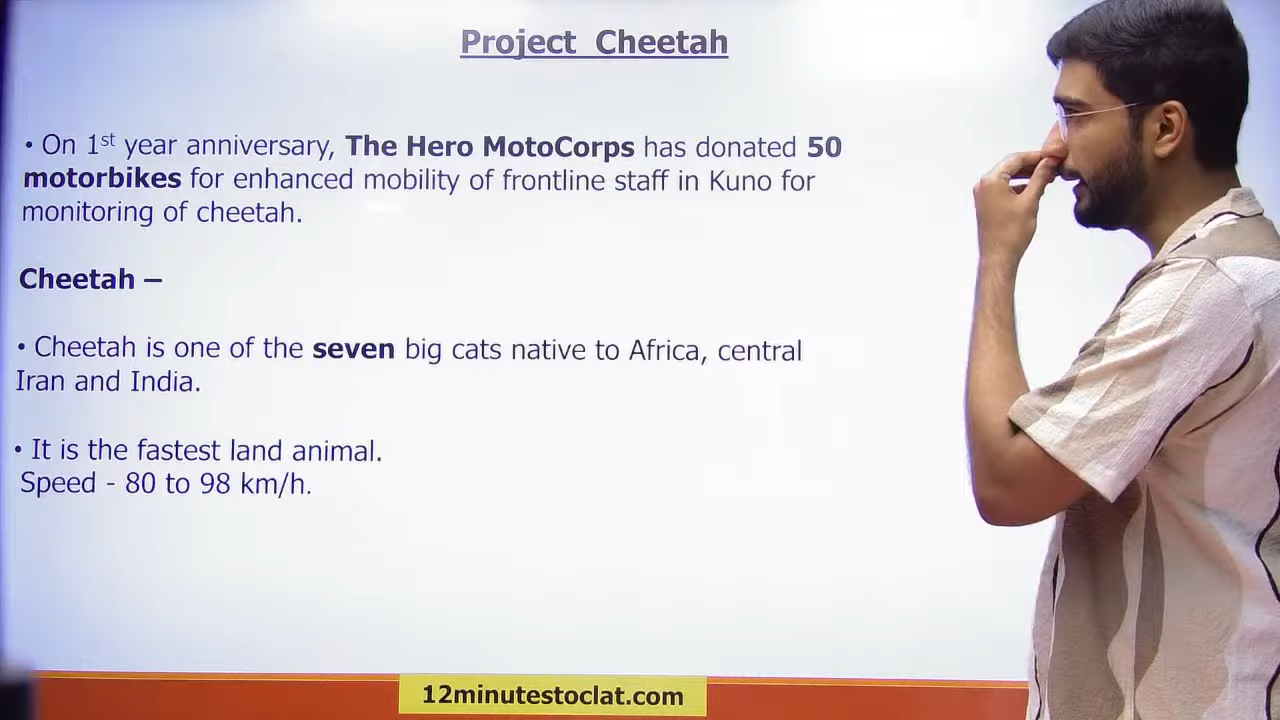 Project Cheetah
• On 1st year anniversary, The Hero MotoCorps has donated 50
motorbikes for enhanced mobility of frontline staff in Kuno for
monitoring of cheetah.
Cheetah –
• Cheetah is one of the seven big cats native to Africa, central
Iran and India.
• It is the fastest land animal.
Speed - 80 to 98 km/h.
12minutestoclat.com